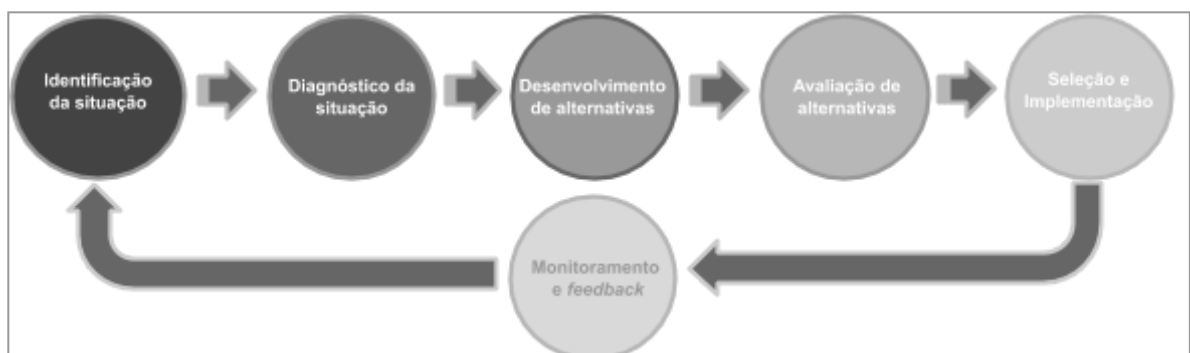 Identificação
da situação
Diagnóstico da
situação
Desenvolvimento
de alternativas
Avaliação de
alternativas
Seleção e
Implementação
Monitoramento
e feedback